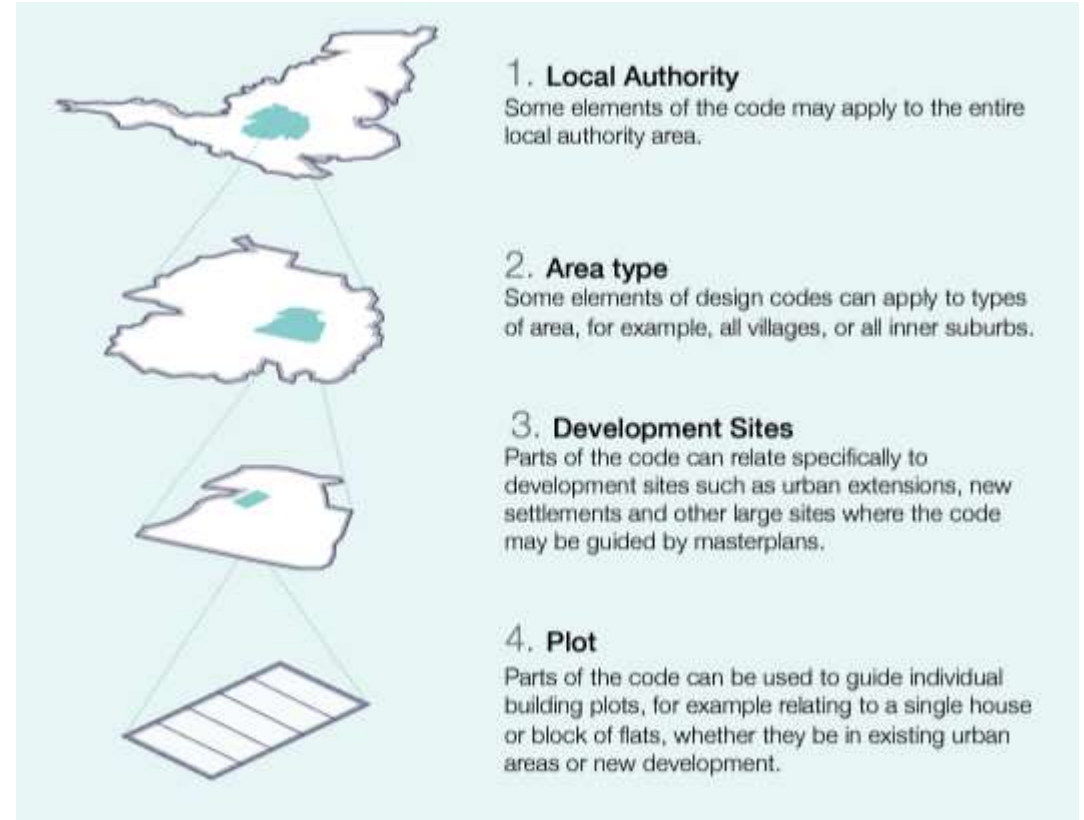 1. Local Authority
Some elements of the code may apply to the entire
local authority area.
2. Area type
Some elements of design codes can apply to types
of area, for example, all villages, or all inner suburbs.
3. Development Sites
Parts of the code can relate specifically to
development sites such as urban extensions, new
settlements and other large sites where the code
may be guided by masterplans.
4. Plot
Parts of the code can be used to guide individual
building plots, for example relating to a single house
or block of flats, whether they be in existing urban
areas or new development.